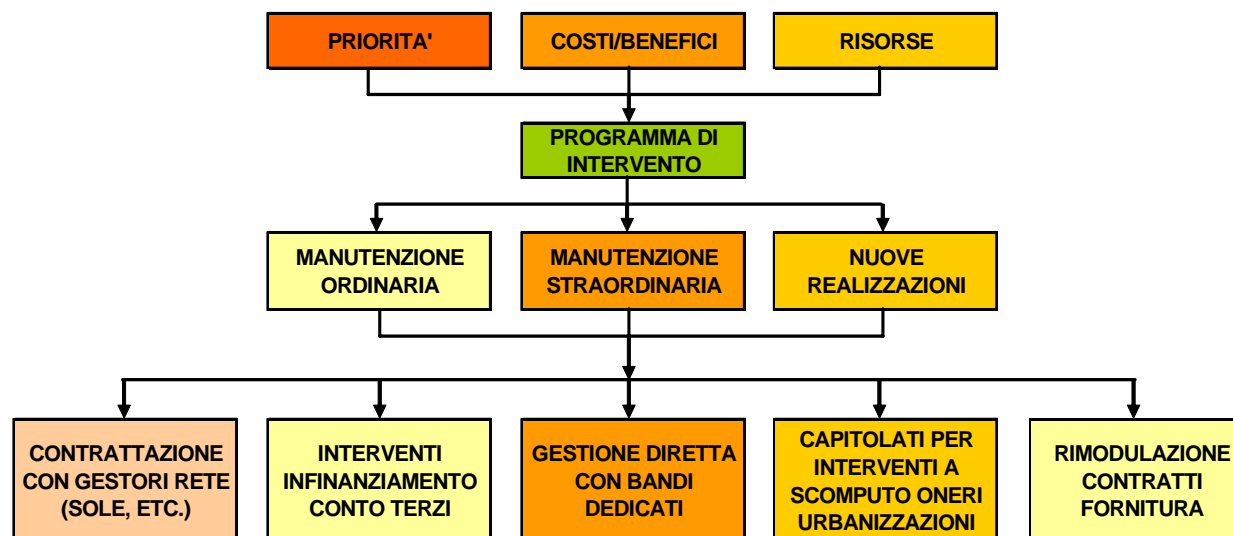 PRIORITA'
COSTI/BENEFICI
RISORSE
PROGRAMMA DI
INTERVENTO
MANUTENZIONE
ORDINARIA
MANUTENZIONE
STRAORDINARIA
NUOVE
REALIZZAZIONI
CONTRATTAZIONE
CON GESTORI RETE
(SOLE, ETC.)
INTERVENTI
INFINANZIAMENTO
CONTO TERZI
GESTIONE DIRETTA
CON BANDI
DEDICATI
CAPITOLATI PER
INTERVENTI A
SCOMPUTO ONERI
URBANIZZAZIONI
RIMODULAZIONE
CONTRATTI
FORNITURA